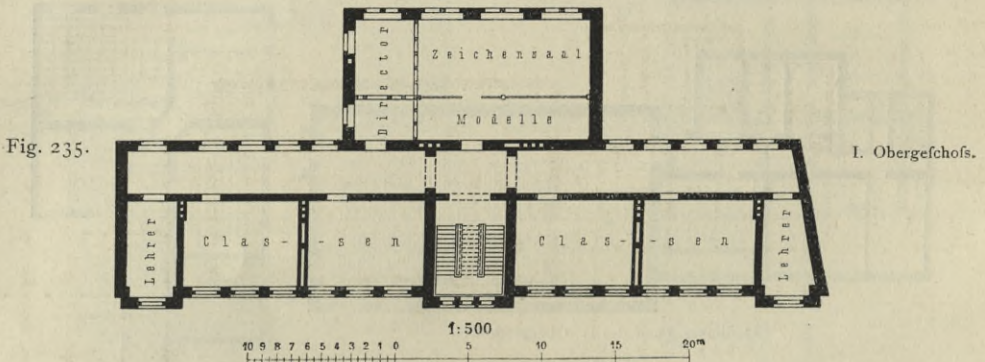 Director
Zeichensaal
Modelle
Fig. 235.
I. Obergeſchoſs.
Lehrer
Clas- -sen
Clas- -sen
Lehrer
1:500
10 9 8 7 6 5 4 3 2 1 0 5 10 15 20m